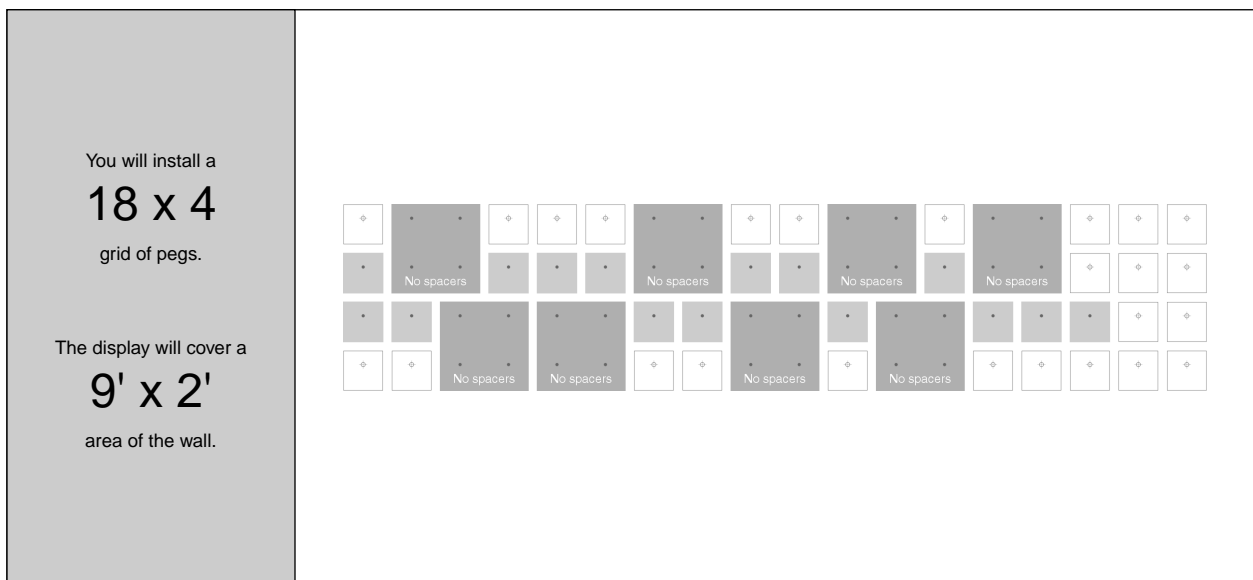 You will install a
18 x 4
grid of pegs.
The display will cover a
9' x 2'
area of the wall.
No spacers
No spacers
No spacers
No spacers
No spacers
No spacers
No spacers
No spacers